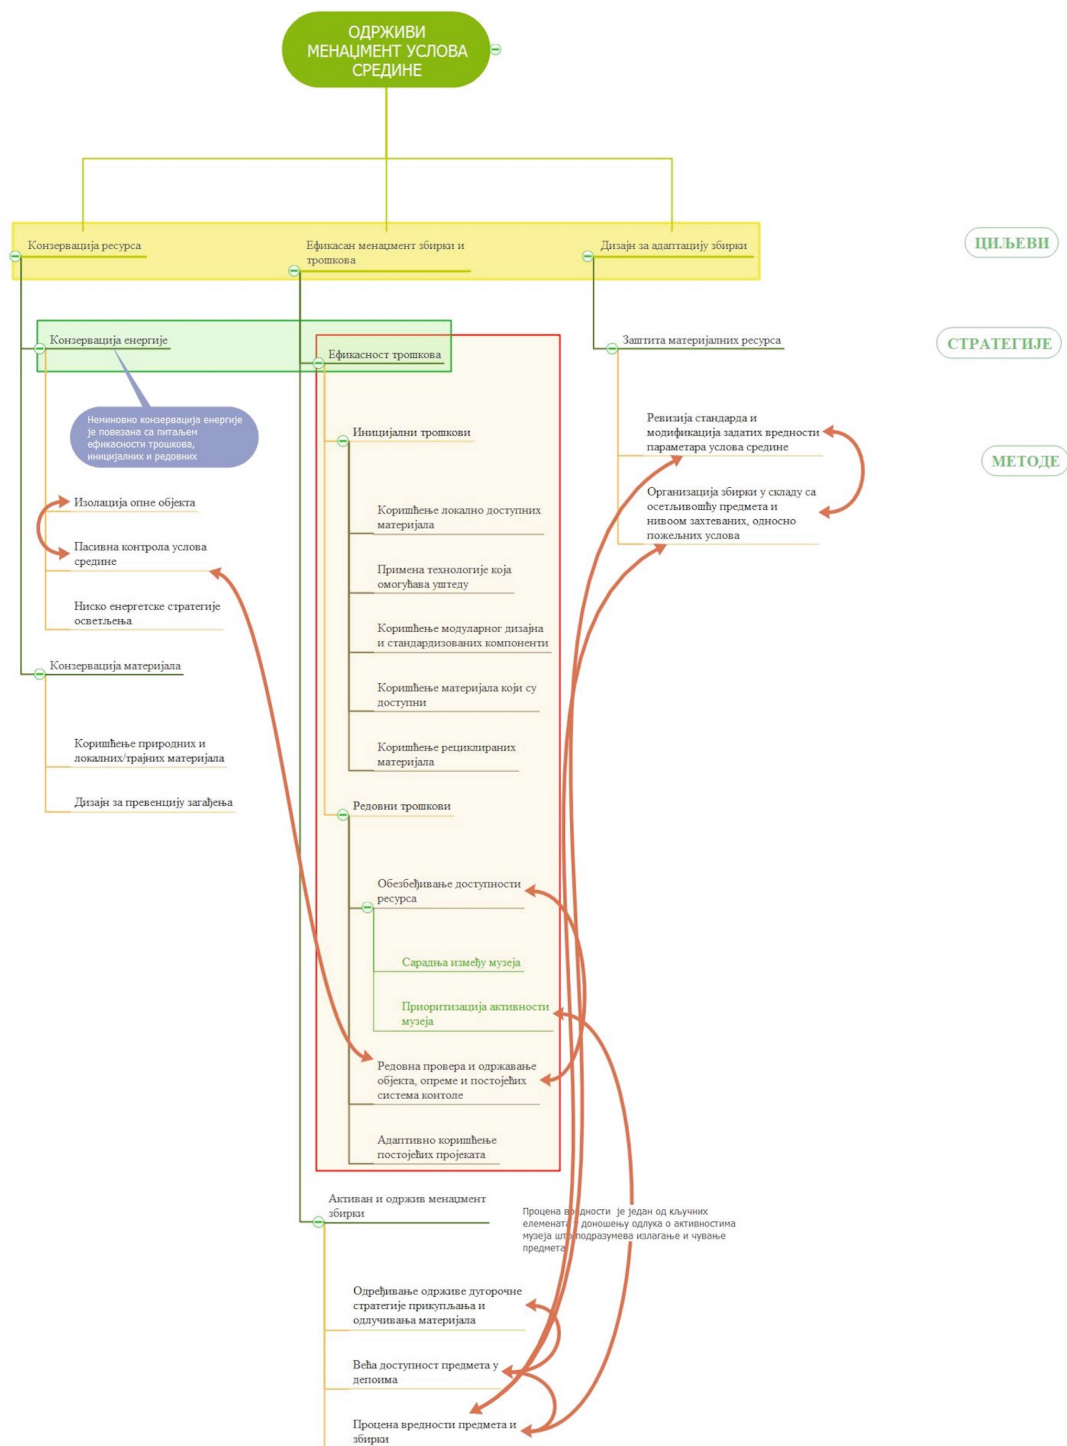 ОДРЖИВИ
МЕНАЏМЕНТ УСЛОВА
СРЕДИНЕ
Конзервација ресурса
Ефикасан менаџмент збирки и
трошкова
Дизајн за адаптацију збирки
ЦИЉЕВИ
Конзервација енергије
Ефикасност трошкова
Заштита материјалних ресурса
СТРАТЕГИЈЕ
Неминовно конзервација енергије
је повезана са питаљем
ефикасности трошкова,
иницијалних и редовних
Изолација опне објекта
Пасивна контрола услова
средине
Ниско енергетске стратегије
осветљења
Конзервација материјала
Коришћење природних и
локалних/трајних материјала
Дизајн за превенцију загађења
Иницијални трошкови
Коришћење локално доступних
материјала
Примена технологије која
омогућава уштеду
Коришћење модуларног дизајна
и стандардизованих компоненти
Коришћење материјала који су
доступни
Коришћење рециклираних
материјала
Редовни трошкови
Обезбеђивање доступности
ресурса
Сарадња између музеја
Приоритизација активности
музеја
Редовна провера и одржавање
објекта, опреме и постојећих
система контоле
Адаптивно коришћење
постојећих пројеката
Ревизија стандарда и
модификација задатих вредности
параметара услова средине
Организација збирки у складу са
осетљивошћу предмета и
нивоом захтеваних, односно
пожељних услова
МЕТОДЕ
Активан и одржив менаџмент
збирки
Процена вредности је један од кључних
елемената у доношењу одлука о активностима
музеја што подразумева излагање и чување
предмета
Одређивање одрживе дугорочне
стратегије прикупљања и
одлучивања материјала
Већа доступност предмета у
депоима
Процена вредности предмета и
збирки